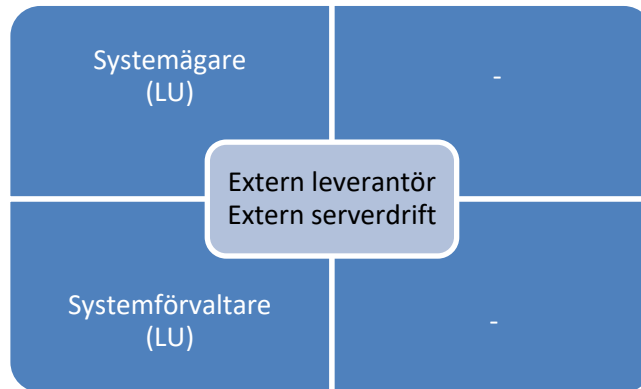 Systemägare
(LU)
-
Extern leverantör
Extern serverdrift
Systemförvaltare
(LU)
-